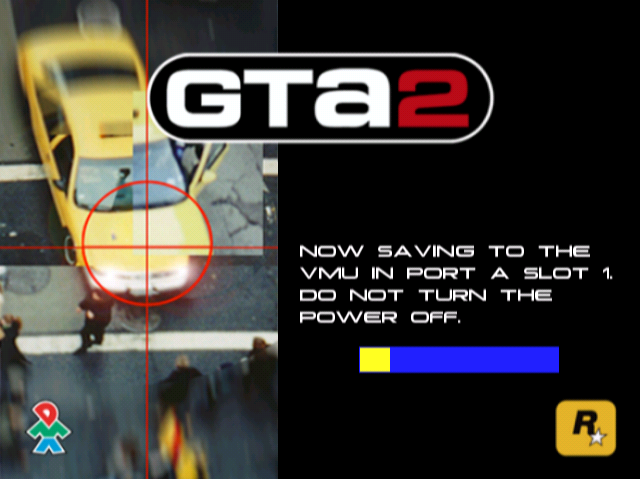 GTA2
NOW SAVING TO THE
VMU IN PORT A SLOT 1.
DO NOT TURN THE
POWER OFF.
R